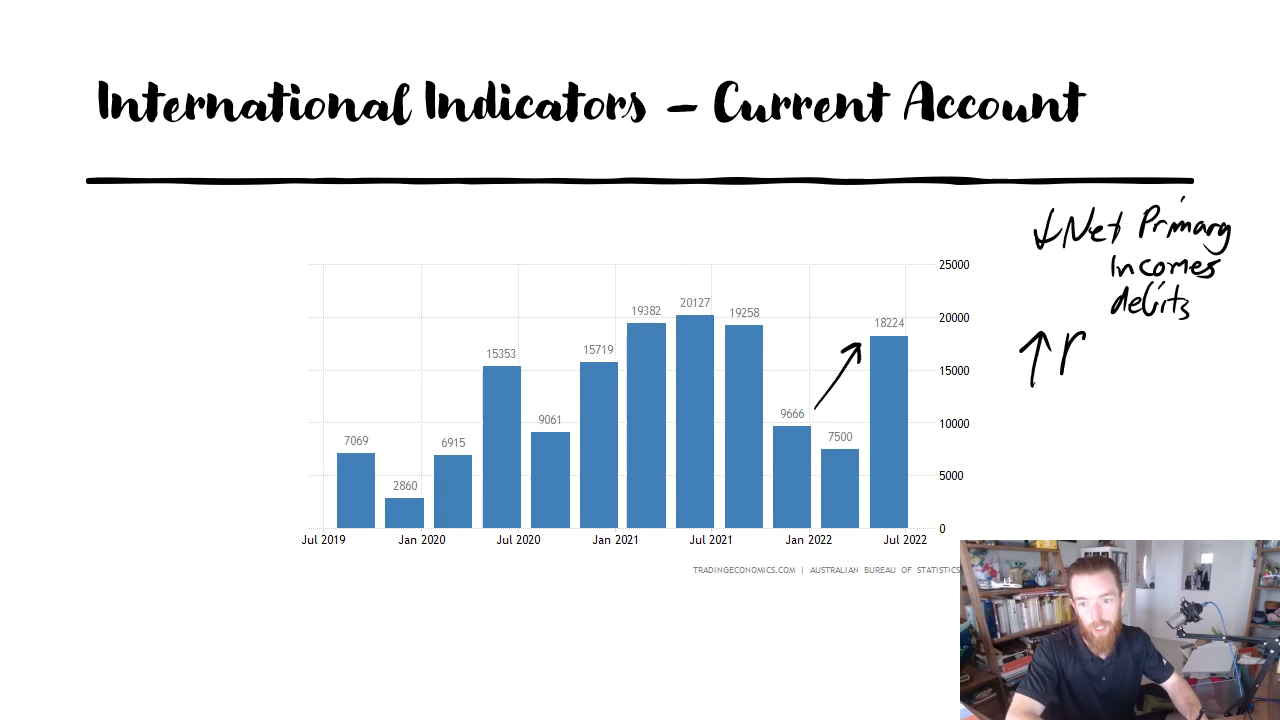 International Indicators – Current Account
↓Net Primary
Incomes
debits
↑r
25000
20000
15000
10000
5000
0
7069
2860
6915
15353
9061
15719
19382
20127
19258
9666
7500
18224
Jul 2019 Jan 2020 Jul 2020 Jan 2021 Jul 2021 Jan 2022 Jul 2022
TRADINGECONOMICS.COM | AUSTRALIAN BUREAU OF STATISTICS